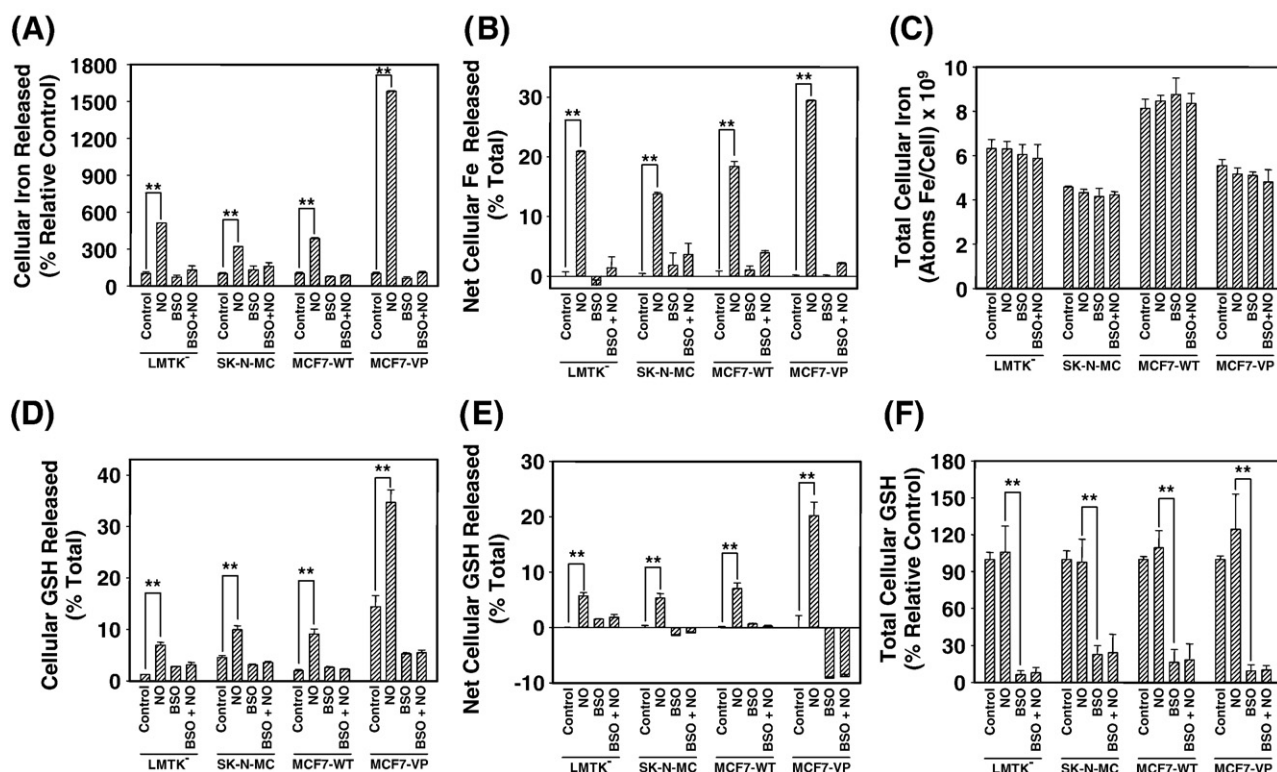 (A)
Cellular Iron Released
(% Relative Control)
1800
1500
1200
900
600
300
0
** ** ** **
Control NO BSO BSO+NO Control NO BSO BSO+NO Control NO BSO BSO+NO Control NO BSO BSO+NO
LMTK⁻ SK-N-MC MCF7-WT MCF7-VP
(B)
Net Cellular Fe Released
(% Total)
30
20
10
0
** ** ** **
Control NO BSO BSO + NO Control NO BSO BSO + NO Control NO BSO BSO + NO Control NO BSO BSO + NO
LMTK⁻ SK-N-MC MCF7-WT MCF7-VP
(C)
Total Cellular Iron
(Atoms Fe/Cell) x 10⁹
10
8
6
4
2
0
Control NO BSO BSO+NO Control NO BSO BSO+NO Control NO BSO BSO+NO Control NO BSO BSO+NO
LMTK⁻ SK-N-MC MCF7-WT MCF7-VP
(D)
Cellular GSH Released
(% Total)
40
30
20
10
0
** ** ** **
Control NO BSO BSO + NO Control NO BSO BSO + NO Control NO BSO BSO + NO Control NO BSO BSO + NO
LMTK⁻ SK-N-MC MCF7-WT MCF7-VP
(E)
Net Cellular GSH Released
(% Total)
30
20
10
0
-10
** ** ** **
Control NO BSO BSO + NO Control NO BSO BSO + NO Control NO BSO BSO + NO Control NO BSO BSO + NO
LMTK⁻ SK-N-MC MCF7-WT MCF7-VP
(F)
Total Cellular GSH
(% Relative Control)
180
150
120
90
60
30
0
** ** ** **
Control NO BSO BSO + NO Control NO BSO BSO + NO Control NO BSO BSO + NO Control NO BSO BSO + NO
LMTK⁻ SK-N-MC MCF7-WT MCF7-VP